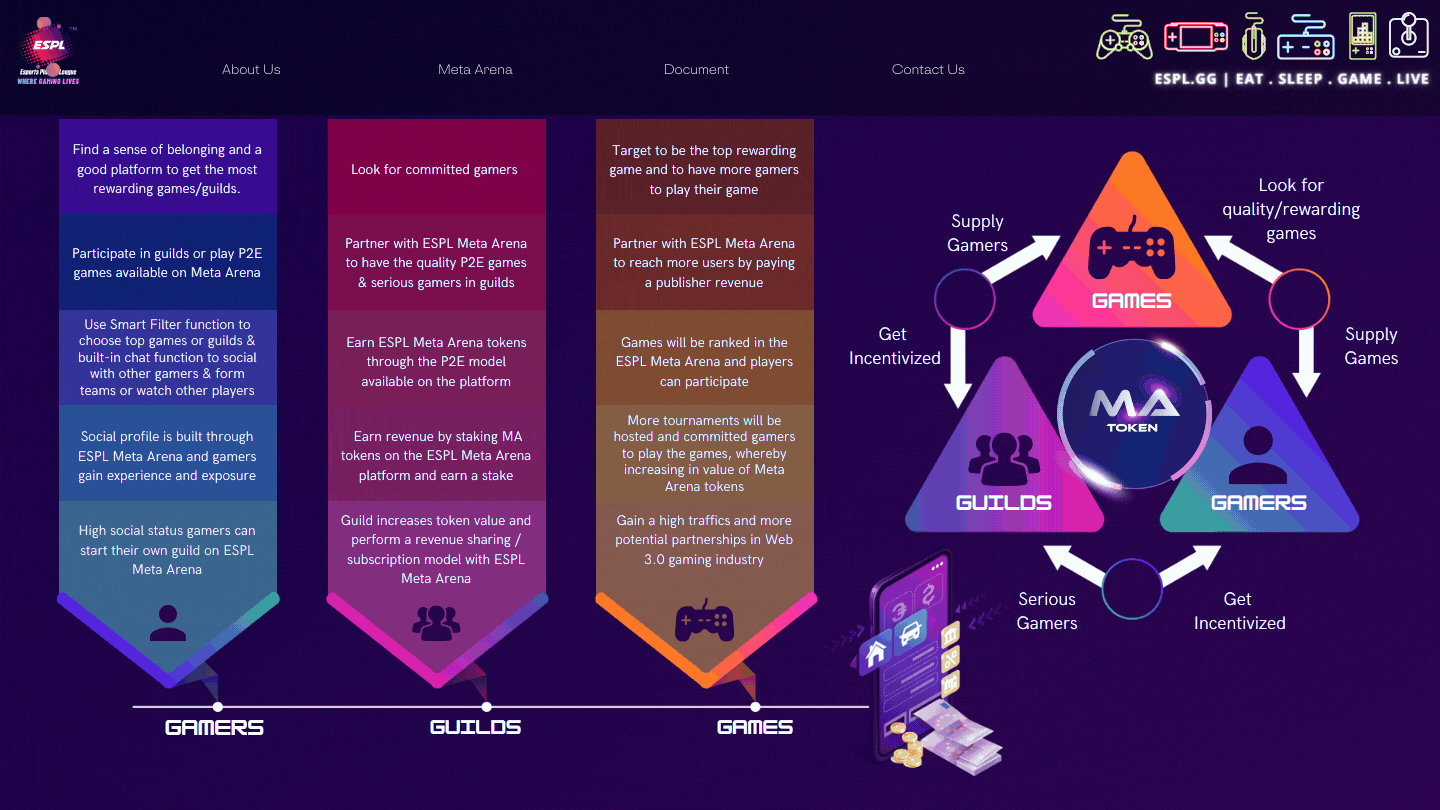 ESPL
TM
WHERE GAMING LIVES
About Us
Meta Arena
Document
Contact Us
ESPL.GG | EAT . SLEEP . GAME . LIVE
Find a sense of belonging and a
good platform to get the most
rewarding games/guilds.
Participate in guilds or play P2E
games available on Meta Arena
Use Smart Filter function to
choose top games or guilds &
built-in chat function to social
with other gamers & form
teams or watch other players
Social profile is built through
ESPL Meta Arena and gamers
gain experience and exposure
High social status gamers can
start their own guild on ESPL
Meta Arena
GAMERS
Look for committed gamers
Partner with ESPL Meta Arena
to have the quality P2E games
& serious gamers in guilds
Earn ESPL Meta Arena tokens
through the P2E model
available on the platform
Earn revenue by staking MA
tokens on the ESPL Meta Arena
platform and earn a stake
Guild increases token value and
perform a revenue sharing /
subscription model with ESPL
Meta Arena
GUILDS
Target to be the top rewarding
game and to have more gamers
to play their game
Partner with ESPL Meta Arena
to reach more users by paying
a publisher revenue
Games will be ranked in the
ESPL Meta Arena and players
can participate
More tournaments will be
hosted and committed gamers
to play the games, whereby
increasing in value of Meta
Arena tokens
Gain a high traffics and more
potential partnerships in Web
3.0 gaming industry
GAMES
Supply
Gamers
Look for
quality/rewarding
games
GAMES
Get
Incentivized
Supply
Games
MA
TOKEN
GUILDS
GAMERS
Serious
Gamers
Get
Incentivized